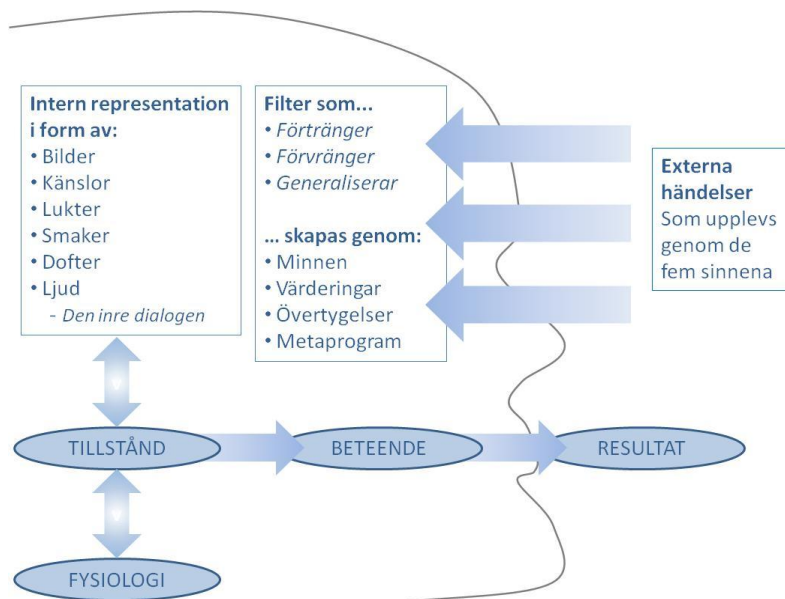 Intern representation
i form av:
• Bilder
• Känslor
• Lukter
• Smaker
• Dofter
• Ljud
- Den inre dialogen
Filter som...
• Förtränger
• Förvränger
• Generaliserar
... skapas genom:
• Minnen
• Värderingar
• Övertygelser
• Metaprogram
Externa
händelser
Som upplevs
genom de
fem sinnena
TILLSTÅND
BETEENDE
RESULTAT
FYSIOLOGI